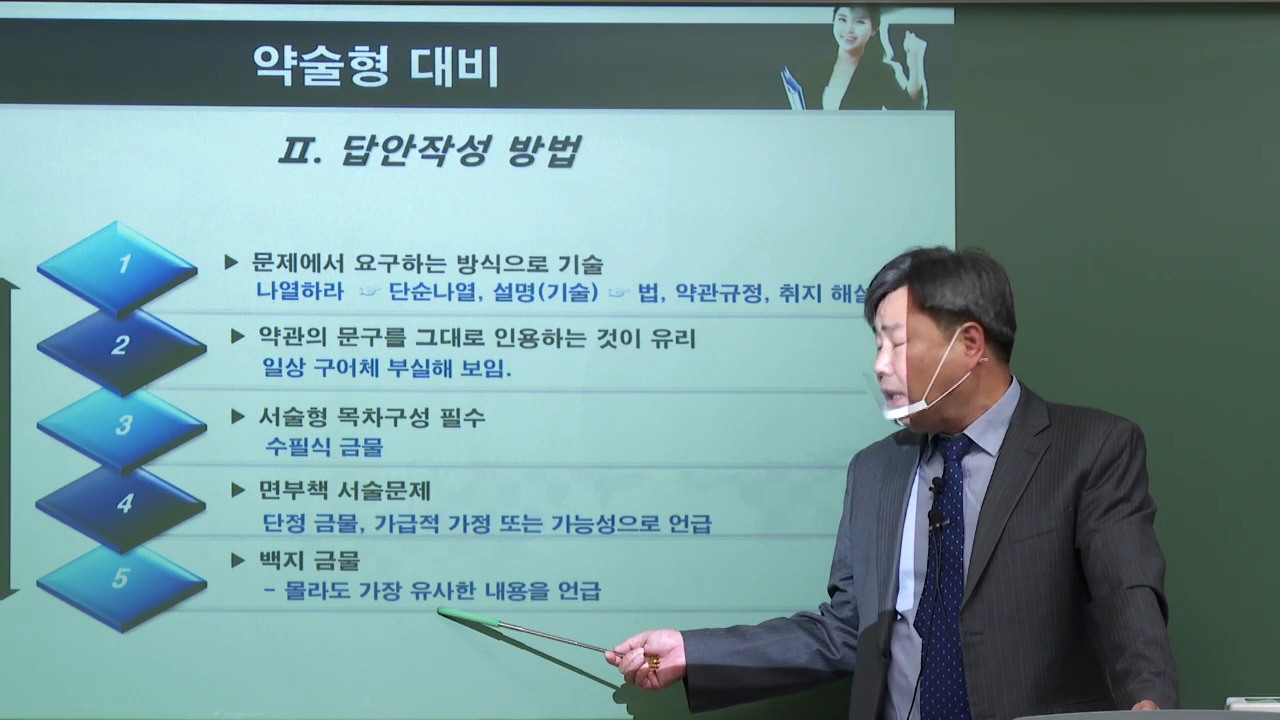 약술형 대비
Ⅱ. 답안작성 방법
1
▶ 문제에서 요구하는 방식으로 기술
나열하라 ☞ 단순나열, 설명(기술) ☞ 법, 약관규정, 취지 해설
2
▶ 약관의 문구를 그대로 인용하는 것이 유리
일상 구어체 부실해 보임.
3
▶ 서술형 목차구성 필수
수필식 금물
4
▶ 면부책 서술문제
단정 금물, 가급적 가정 또는 가능성으로 언급
5
▶ 백지 금물
- 몰라도 가장 유사한 내용을 언급